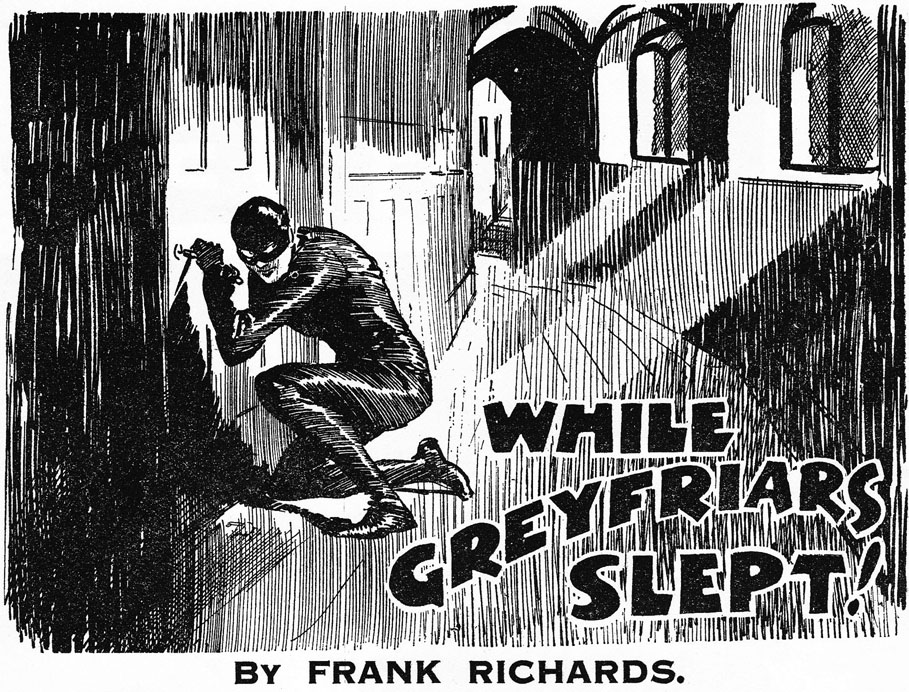 WHILE
GREYFRIARS
SLEPT!
BY FRANK RICHARDS.